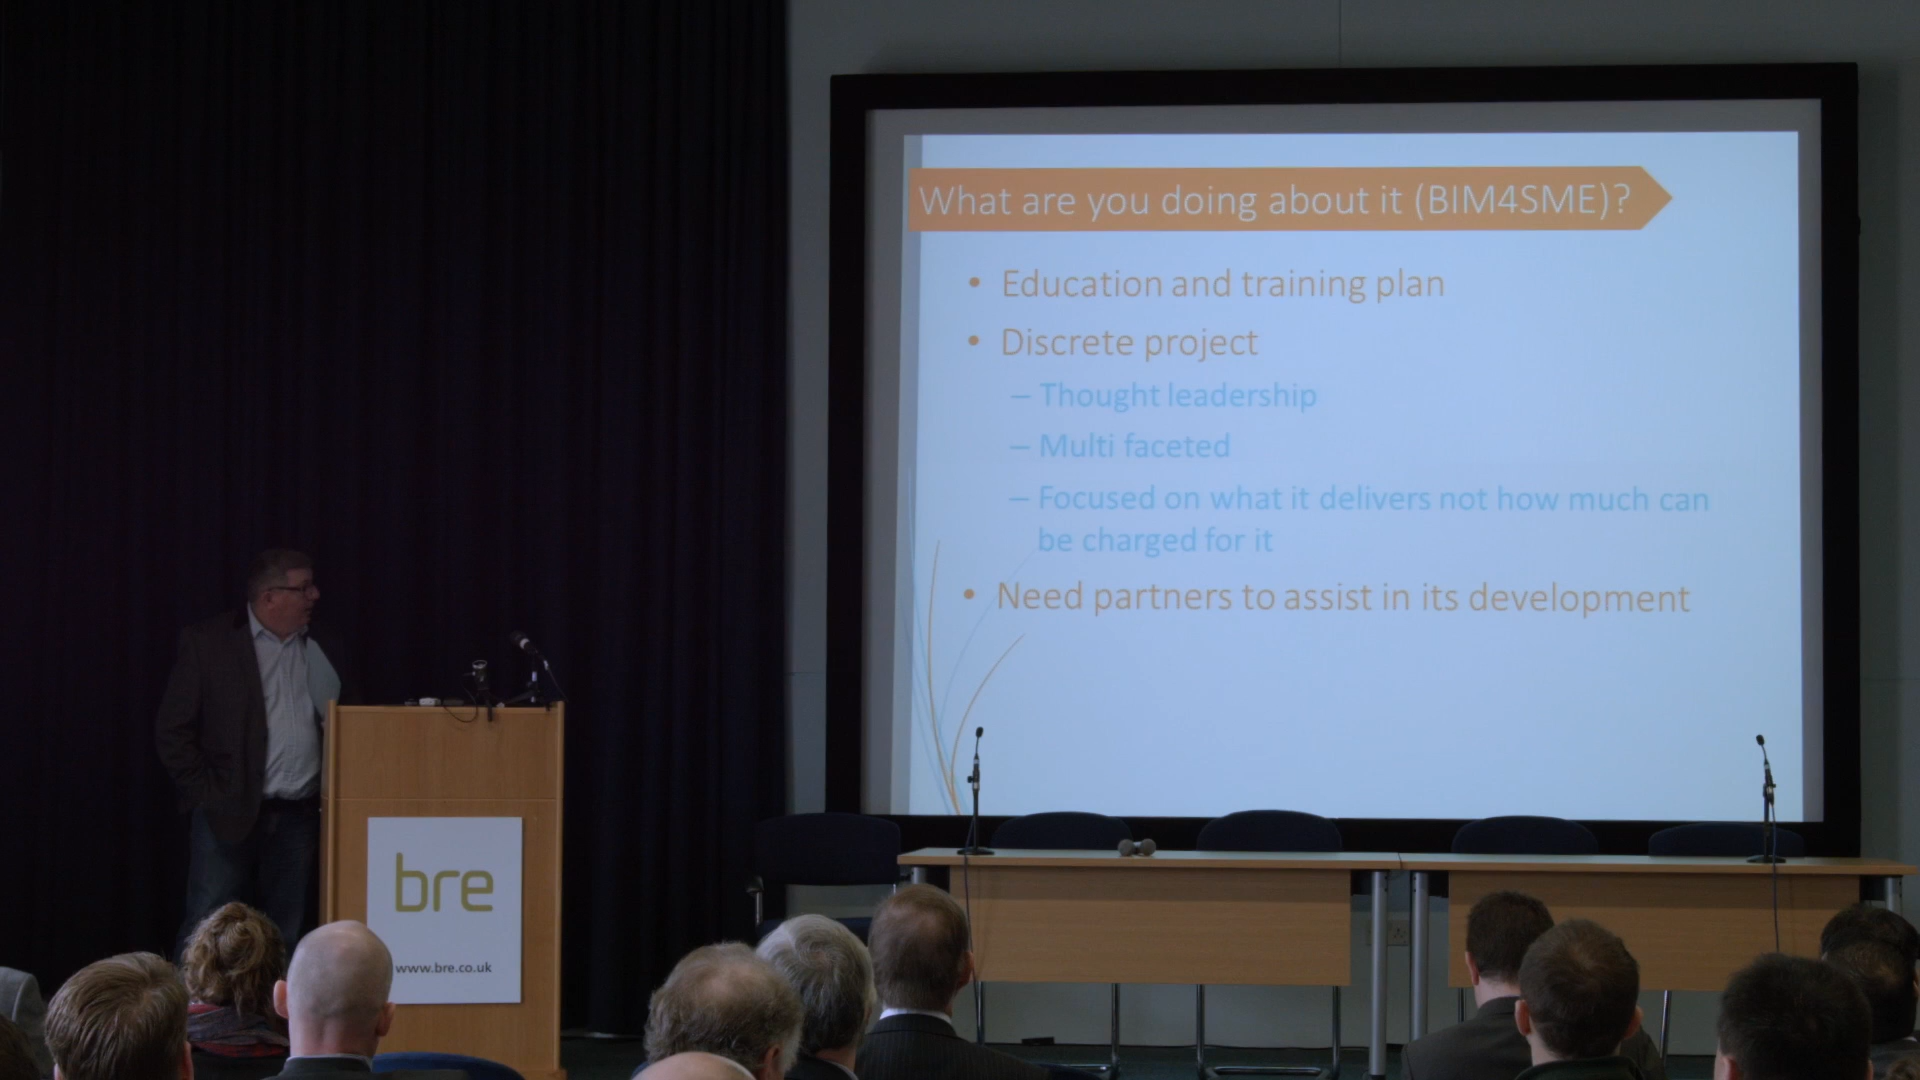 What are you doing about it (BIM4SME)?
• Education and training plan
• Discrete project
– Thought leadership
– Multi faceted
– Focused on what it delivers not how much can
be charged for it
• Need partners to assist in its development
bre
www.bre.co.uk